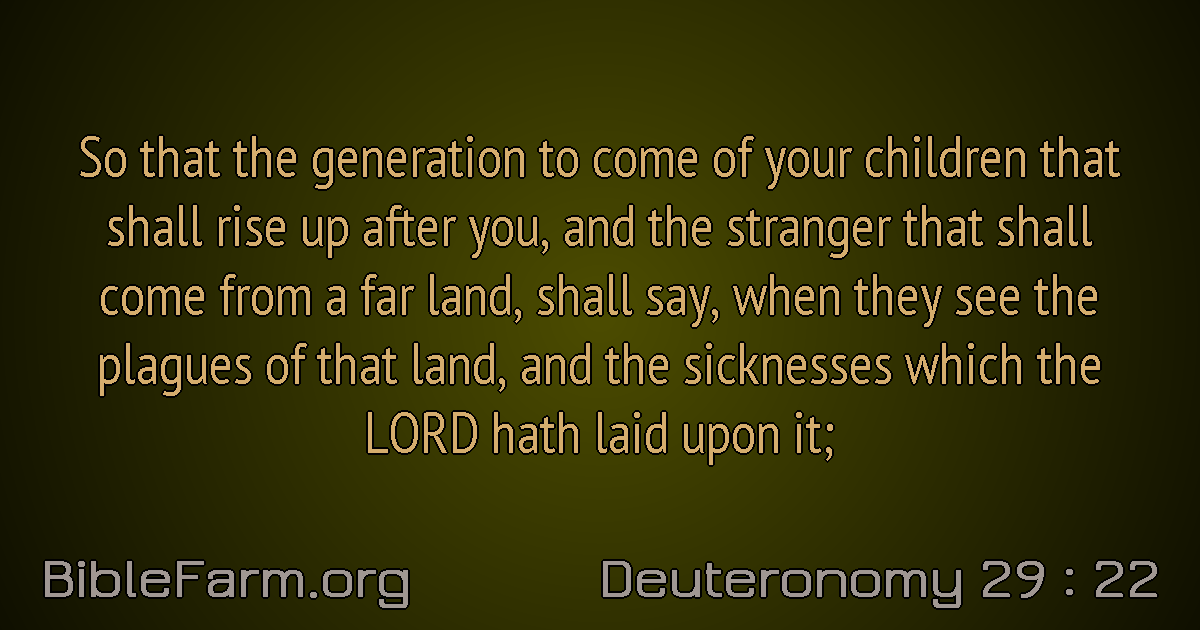 So that the generation to come of your children that
shall rise up after you, and the stranger that shall
come from a far land, shall say, when they see the
plagues of that land, and the sicknesses which the
LORD hath laid upon it;
BibleFarm.org
Deuteronomy 29 : 22